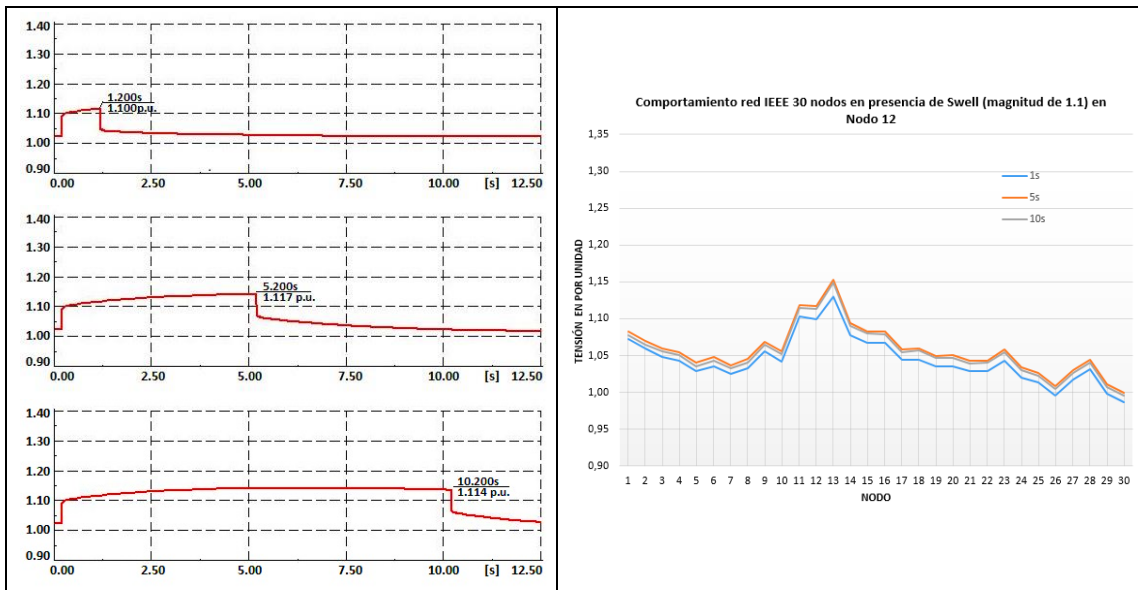 1.40
1.30
1.20
1.200s
1.10
1.100p.u.
1.00
0.90
0.00 2.50 5.00 7.50 10.00 [s] 12.50
1.40
1.30
1.20
5.200s
1.10
1.117 p.u.
1.00
0.90
0.00 2.50 5.00 7.50 10.00 [s] 12.50
1.40
1.30
1.20
10.200s
1.10
1.114 p.u.
1.00
0.90
0.00 2.50 5.00 7.50 10.00 [s] 12.50
Comportamiento red IEEE 30 nodos en presencia de Swell (magnitud de 1.1) en
Nodo 12
1,35
1,30
1,25
1,20
1,15
1,10
1,05
1,00
0,95
0,90
TENSIÓN EN POR UNIDAD
1s
5s
10s
1 2 3 4 5 6 7 8 9 10 11 12 13 14 15 16 17 18 19 20 21 22 23 24 25 26 27 28 29 30
NODO